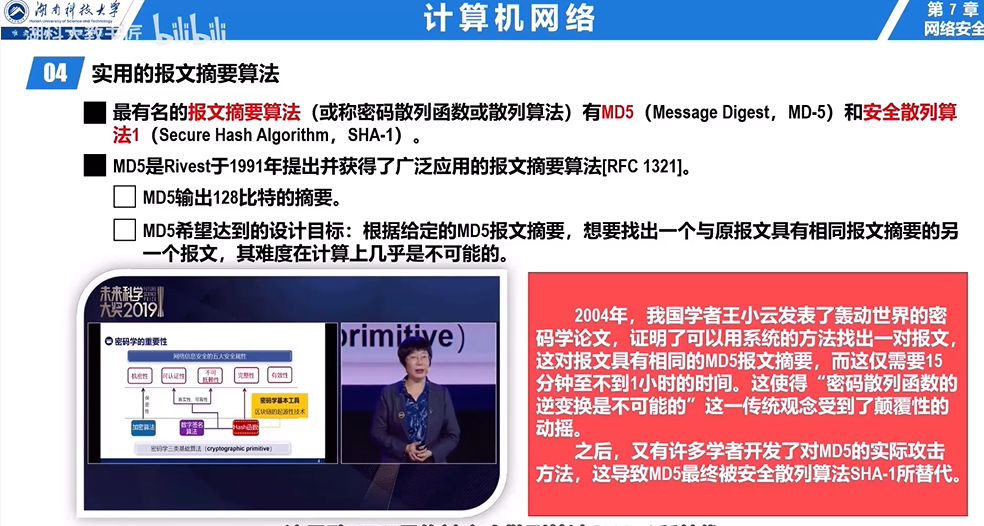 湖南科技大学
Hunan University of Science and Technology
计算机网络
第 7 章
网络安全
湖科大教书匠
bilibili
04 实用的报文摘要算法
最有名的报文摘要算法（或称密码散列函数或散列算法）有MD5（Message Digest，MD-5）和安全散列算
法1（Secure Hash Algorithm，SHA-1）。
MD5是Rivest于1991年提出并获得了广泛应用的报文摘要算法[RFC 1321]。
MD5输出128比特的摘要。
MD5希望达到的设计目标：根据给定的MD5报文摘要，想要找出一个与原报文具有相同报文摘要的另
一个报文，其难度在计算上几乎是不可能的。
未来科学
大奖2019
FUTURE
SCIENCE
PRIZE
密码学的重要性
网络信息安全的五大安全属性
机密性
可认证性
不可
抵赖性
完整性
有效性
保密性
真实性、可靠性
密码学基本工具
区块链的起源性技术
加密算法
数字签名
算法
Hash函数
密码学三类基础算法（cryptographic primitive）
primitive）
2004年，我国学者王小云发表了轰动世界的密
码学论文，证明了可以用系统的方法找出一对报文，
这对报文具有相同的MD5报文摘要，而这仅需要15
分钟至不到1小时的时间。这使得“密码散列函数的
逆变换是不可能的”这一传统观念受到了颠覆性的
动摇。
之后，又有许多学者开发了对MD5的实际攻击
方法，这导致MD5最终被安全散列算法SHA-1所替代。